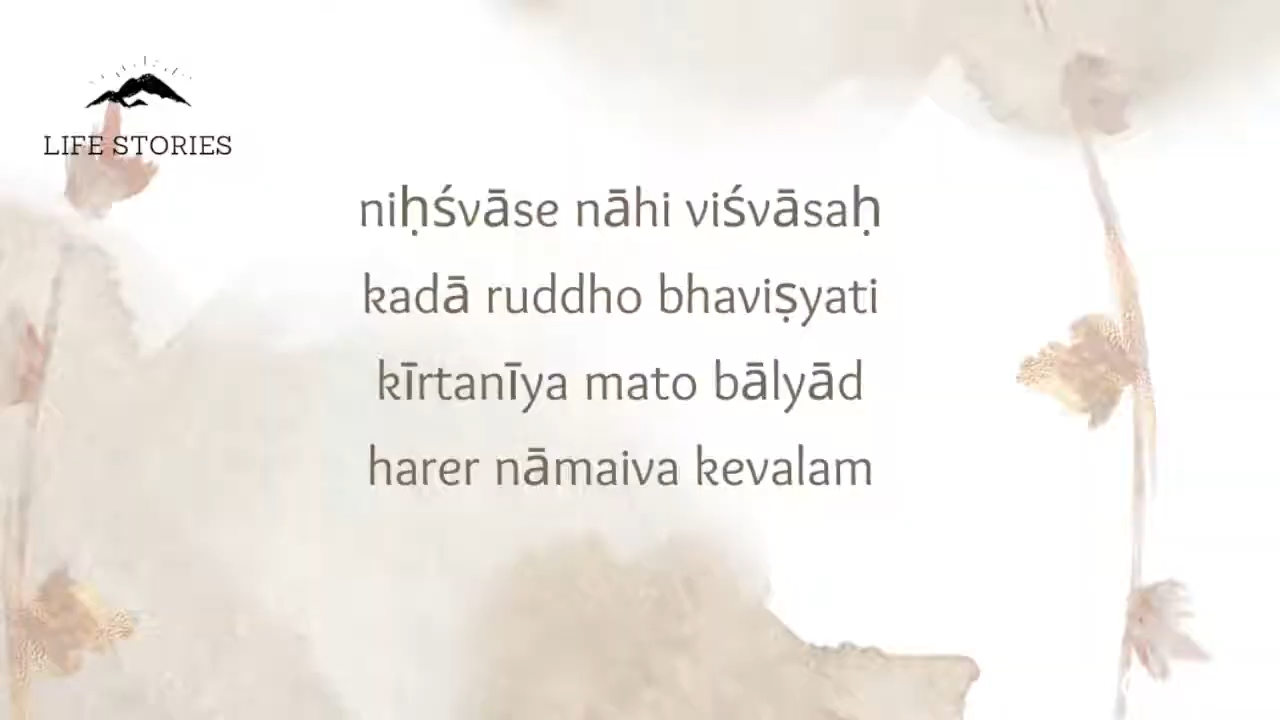 LIFE STORIES
niḥśvāse nāhi viśvāsaḥ
kadā ruddho bhaviṣyati
kīrtanīya mato bālyād
harer nāmaiva kevalam